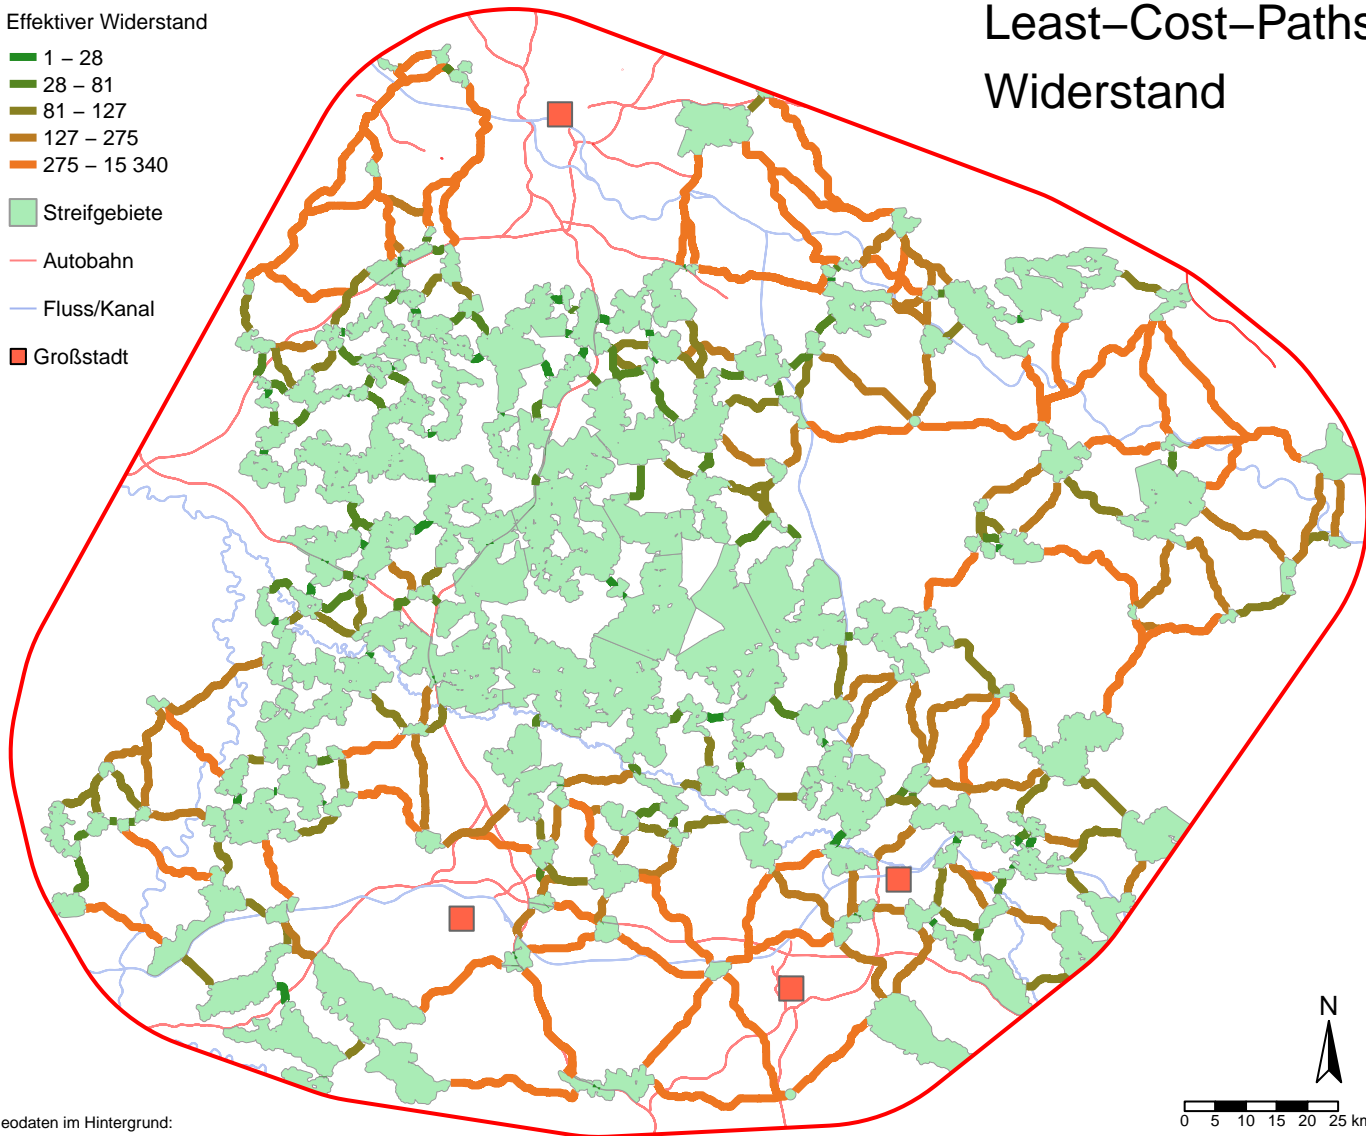 Least–Cost–Paths
Widerstand
Effektiver Widerstand
1 – 28
28 – 81
81 – 127
127 – 275
275 – 15 340
Streifgebiete
Autobahn
Fluss/Kanal
Großstadt
N
0 5 10 15 20 25 km
eodaten im Hintergrund: